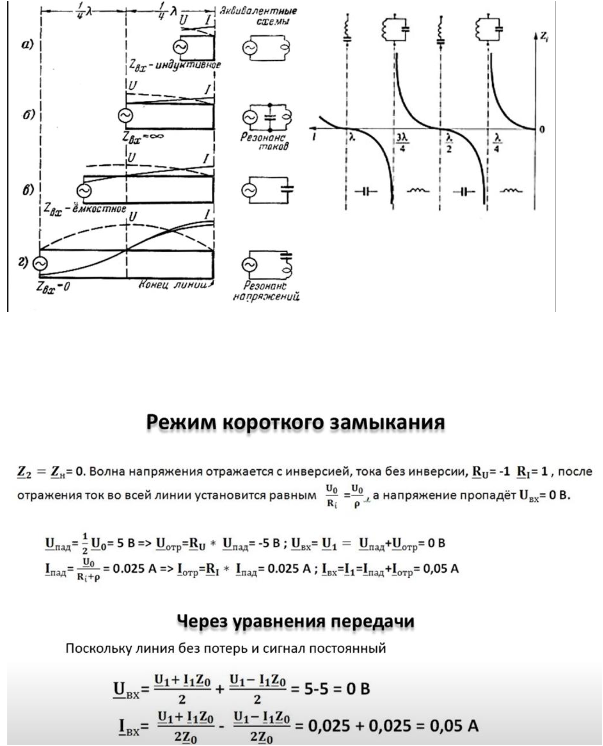 ¼λ ¼λ Эквивалентные схемы
U I
а)
Zвх – индуктивное
U
б) I
Zвх = ∞ Резонанс токов
U
в) I
Zвх – ёмкостное
U I
г)
Zвх = 0 Конец линии Резонанс напряжений
Zi
l λ 3λ/4 λ/2 λ/4 0
Режим короткого замыкания
Z₂ = Zн= 0. Волна напряжения отражается с инверсией, тока без инверсии, RU= -1 RI= 1 , после
отражения ток во всей линии установится равным U₀/Ri =U₀/ρ , а напряжение пропадёт Uвх= 0 В.
Uпад= 1/2 U₀= 5 В => Uотр=RU * Uпад= -5 В ; Uвх= U₁ = Uпад+Uотр= 0 В
Iпад= U₀/(Ri+ρ) = 0.025 А => Iотр=RI * Iпад= 0.025 А ; Iвх=I₁=Iпад+Iотр= 0,05 А
Через уравнения передачи
Поскольку линия без потерь и сигнал постоянный
Uвх= (U₁+ I₁Z₀)/2 + (U₁− I₁Z₀)/2 = 5-5 = 0 В
Iвх= (U₁+ I₁Z₀)/2Z₀ - (U₁− I₁Z₀)/2Z₀ = 0,025 + 0,025 = 0,05 А